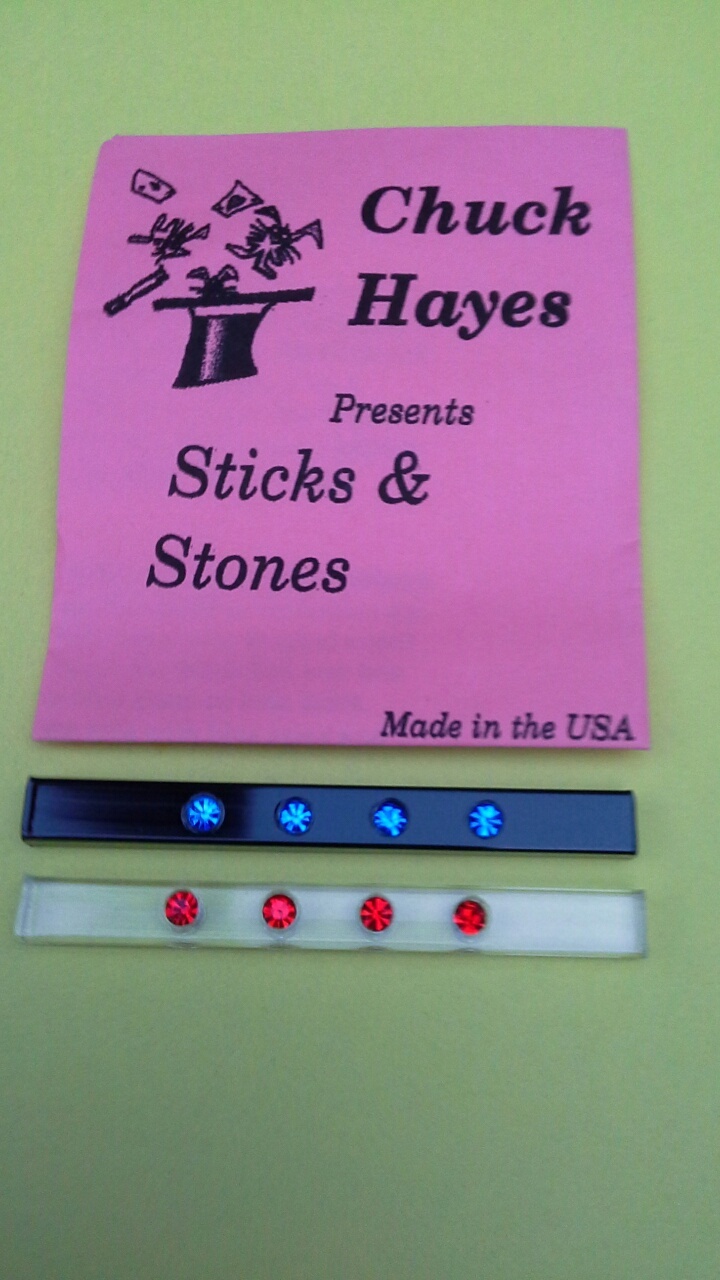 Chuck
Hayes
Presents
Sticks &
Stones
Made in the USA